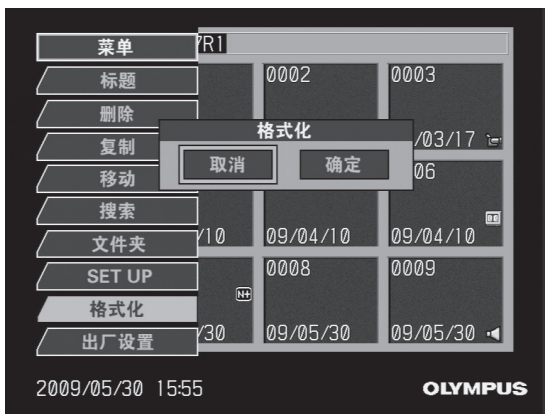 菜单
7R1
标题
0002
0003
删除
格式化
复制
/03/17
取消
确定
移动
06
搜索
文件夹
/10
09/04/10
09/04/10
SET UP
0008
0009
N+
格式化
出厂设置
/30
09/05/30
09/05/30
2009/05/30 15:55
OLYMPUS